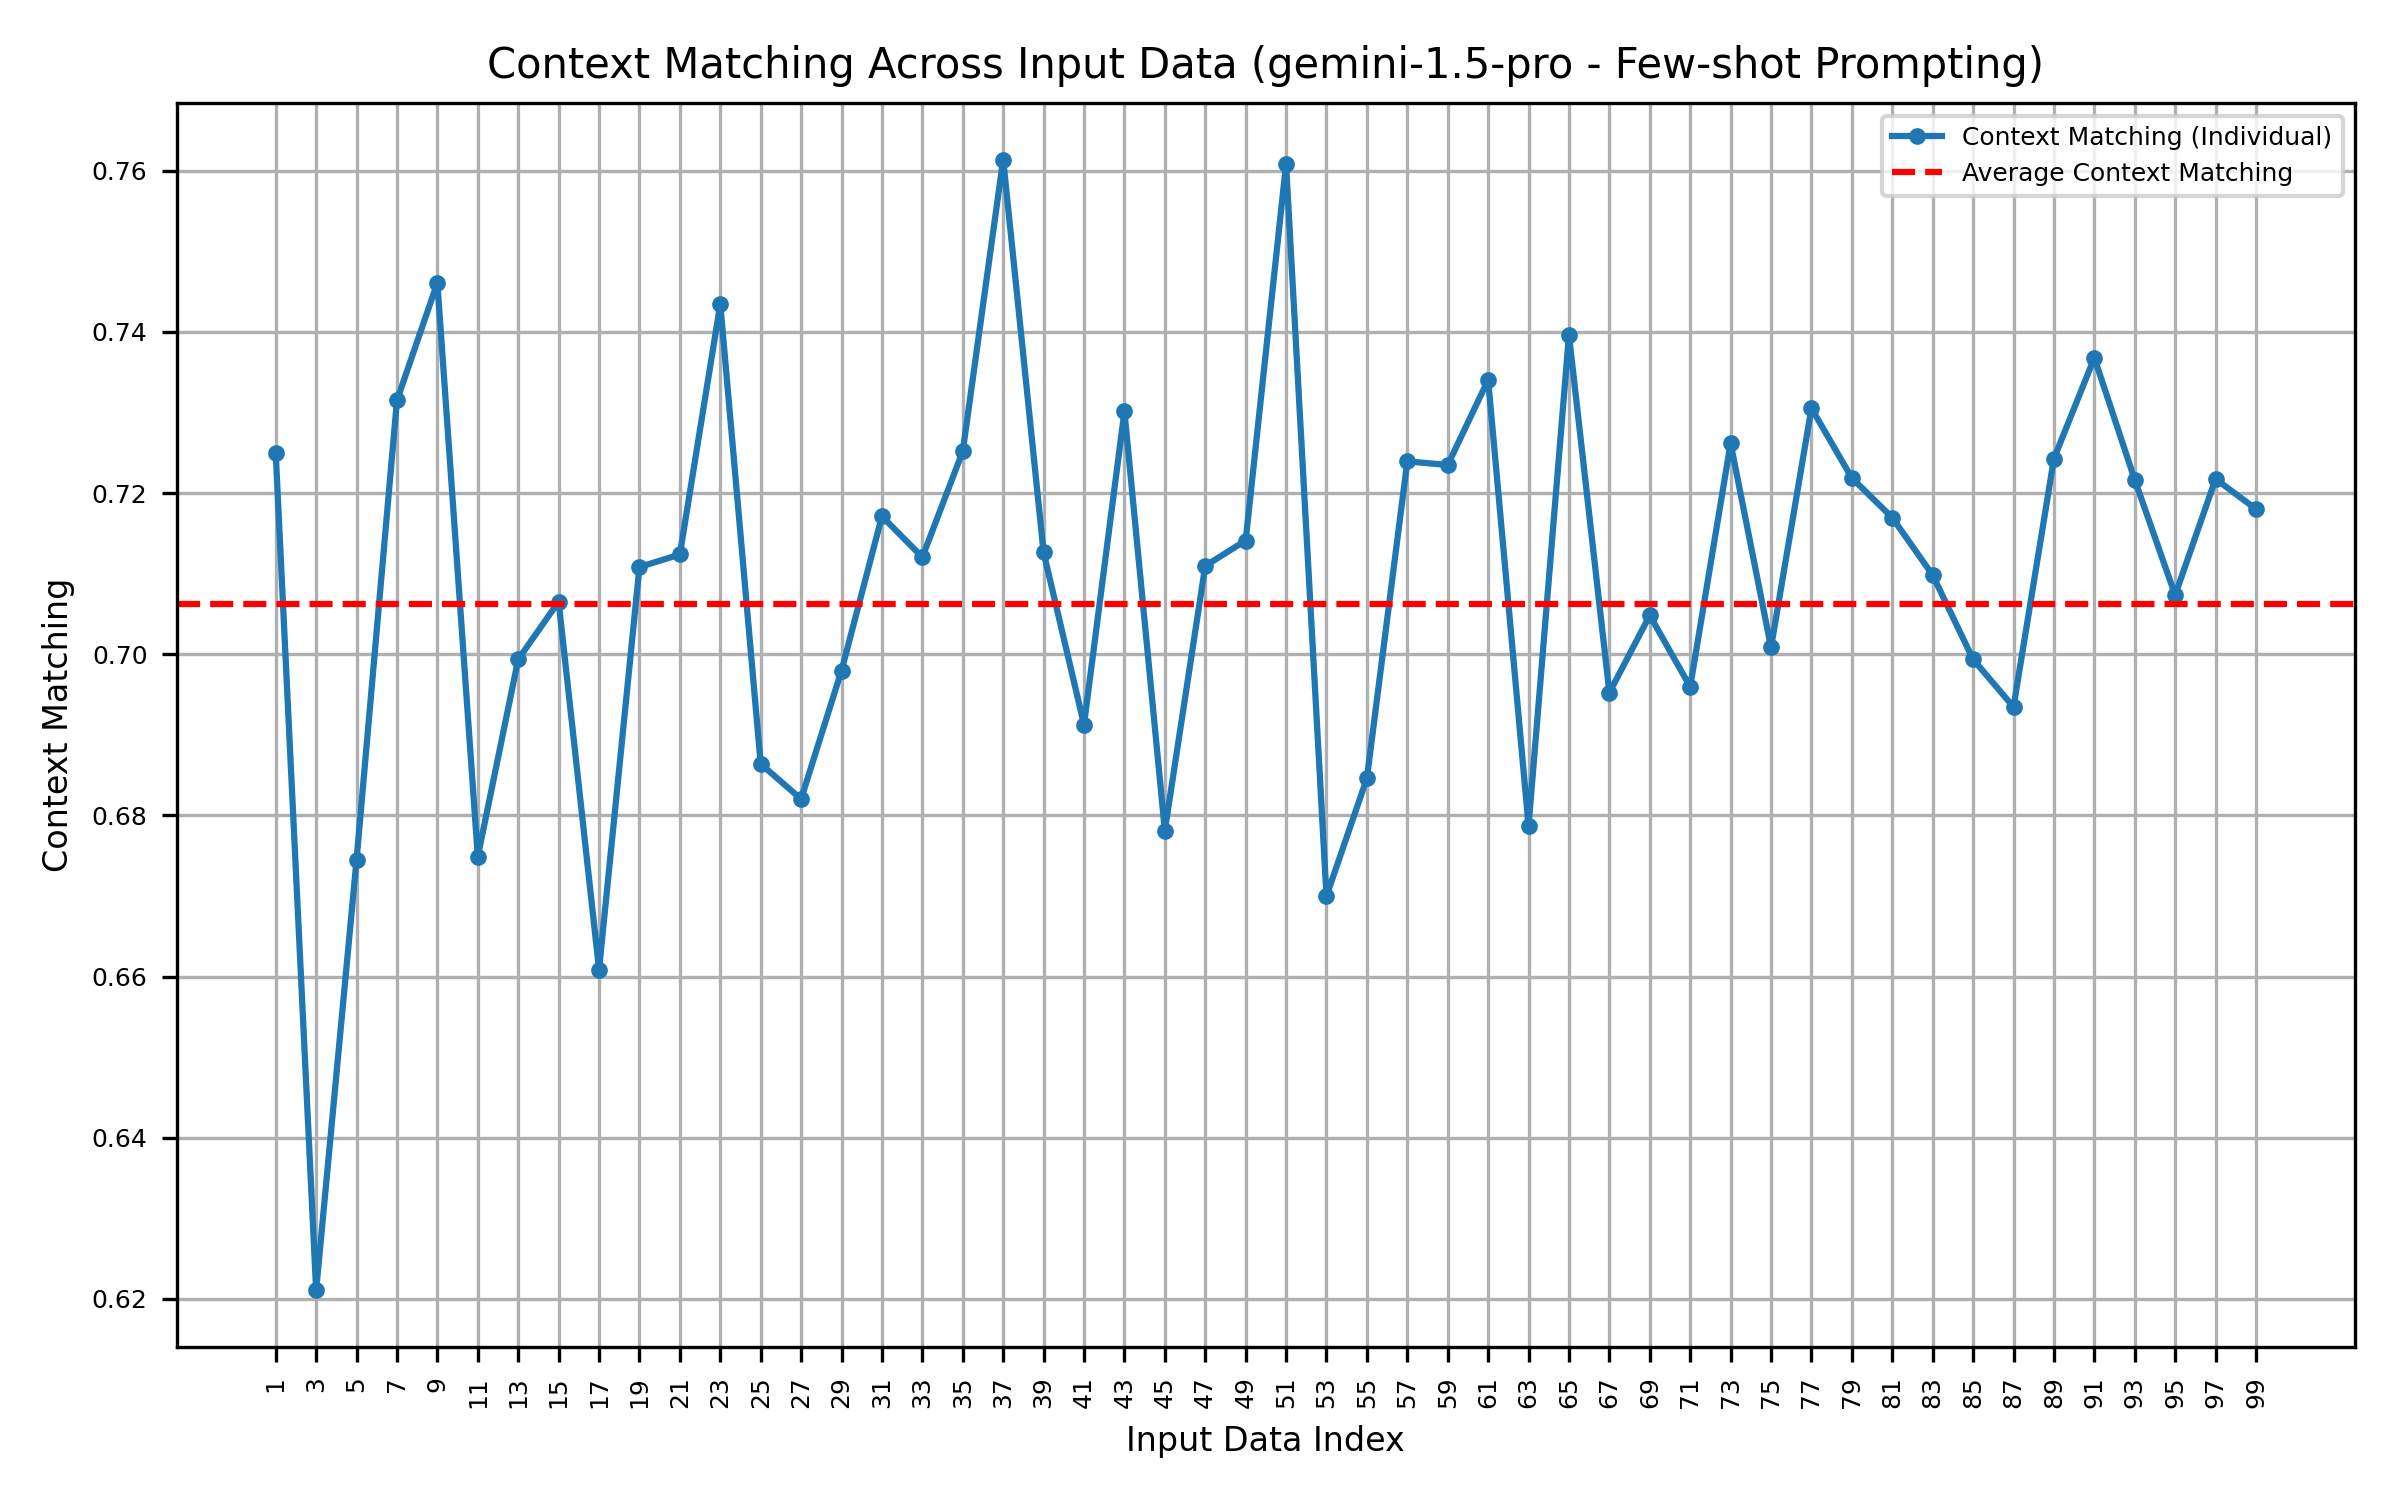 Context Matching Across Input Data (gemini-1.5-pro - Few-shot Prompting)
Context Matching (Individual)
Average Context Matching
Context Matching
0.76
0.74
0.72
0.70
0.68
0.66
0.64
0.62
1 3 5 7 9 11 13 15 17 19 21 23 25 27 29 31 33 35 37 39 41 43 45 47 49 51 53 55 57 59 61 63 65 67 69 71 73 75 77 79 81 83 85 87 89 91 93 95 97 99
Input Data Index